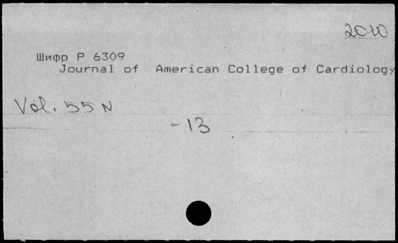 2010
Шифр Р 6309
Journal of American College of Cardiology
Vol. 55 N
-13